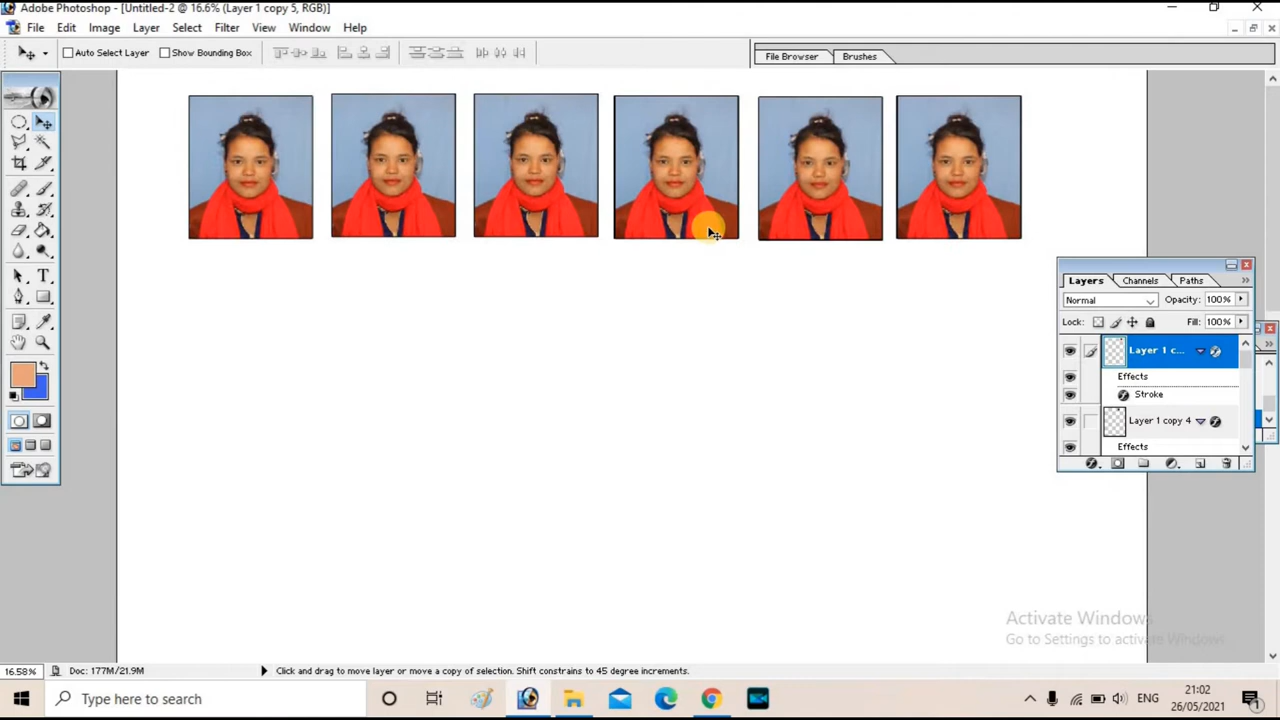 Adobe Photoshop - [Untitled-2 @ 16.6% (Layer 1 copy 5, RGB)]
File Edit Image Layer Select Filter View Window Help
Auto Select Layer Show Bounding Box
File Browser Brushes
Layers Channels Paths
Normal Opacity: 100%
Lock: Fill: 100%
Layer 1 c...
Effects
Stroke
Layer 1 copy 4
Effects
T
Activate Windows
Go to Settings to activate Windows.
16.58% Doc: 177M/21.9M Click and drag to move layer or move a copy of selection. Shift constrains to 45 degree increments.
Type here to search
ENG
21:02
26/05/2021
1